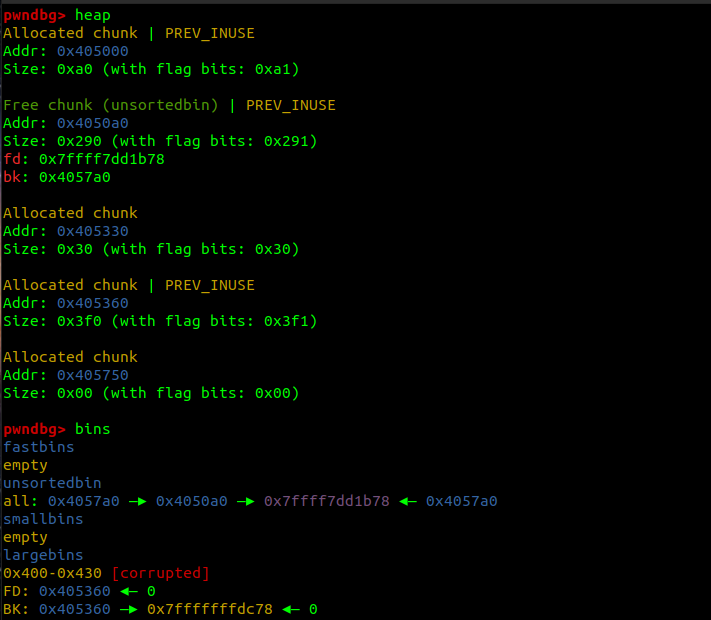 pwndbg> heap
Allocated chunk | PREV_INUSE
Addr: 0x405000
Size: 0xa0 (with flag bits: 0xa1)
Free chunk (unsortedbin) | PREV_INUSE
Addr: 0x4050a0
Size: 0x290 (with flag bits: 0x291)
fd: 0x7ffff7dd1b78
bk: 0x4057a0
Allocated chunk
Addr: 0x405330
Size: 0x30 (with flag bits: 0x30)
Allocated chunk | PREV_INUSE
Addr: 0x405360
Size: 0x3f0 (with flag bits: 0x3f1)
Allocated chunk
Addr: 0x405750
Size: 0x00 (with flag bits: 0x00)
pwndbg> bins
fastbins
empty
unsortedbin
all: 0x4057a0 —▸ 0x4050a0 —▸ 0x7ffff7dd1b78 ◂— 0x4057a0
smallbins
empty
largebins
0x400-0x430 [corrupted]
FD: 0x405360 ◂— 0
BK: 0x405360 —▸ 0x7fffffffdc78 ◂— 0